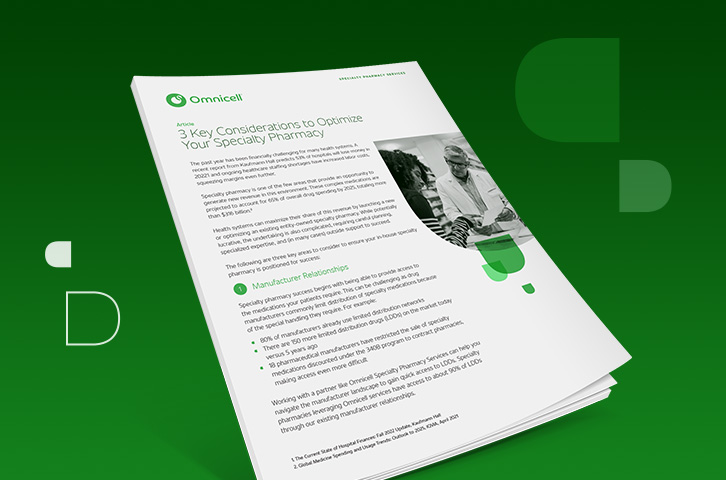 SPECIALTY PHARMACY SERVICES
Omnicell
Article
3 Key Considerations to Optimize
Your Specialty Pharmacy
The past year has been financially challenging for many health systems. A
recent report from Kaufmann Hall predicts 53% of hospitals will lose money in
2022,1 and ongoing healthcare staffing shortages have increased labor costs,
squeezing margins even further.
Specialty pharmacy is one of the few areas that provide an opportunity to
generate new revenue in this environment. These complex medications are
projected to account for 65% of overall drug spending by 2025, totaling more
than $316 billion.2
Health systems can maximize their share of this revenue by launching a new
or optimizing an existing entity-owned specialty pharmacy. While potentially
lucrative, the undertaking is also complicated, requiring careful planning,
specialized expertise, and (in many cases) outside support to succeed.
The following are three key areas to consider to ensure your in-house specialty
pharmacy is positioned for success:
1 Manufacturer Relationships
Specialty pharmacy success begins with being able to provide access to
the medications your patients require. This can be challenging as drug
manufacturers commonly limit distribution of specialty medications because
of the special handling they require. For example:
• 80% of manufacturers already use limited distribution networks
• There are 150 more limited distribution drugs (LDDs) on the market today
versus 5 years ago
• 18 pharmaceutical manufacturers have restricted the sale of specialty
medications discounted under the 340B program to contract pharmacies,
making access even more difficult
Working with a partner like Omnicell Specialty Pharmacy Services can help you
navigate the manufacturer landscape to gain quick access to LDDs. Specialty
pharmacies leveraging Omnicell services have access to about 90% of LDDs
through our existing manufacturer relationships.
1. The Current State of Hospital Finances: Fall 2022 Update, Kaufmann Hall
2. Global Medicine Spending and Usage Trends: Outlook to 2025, IQVIA, April 2021